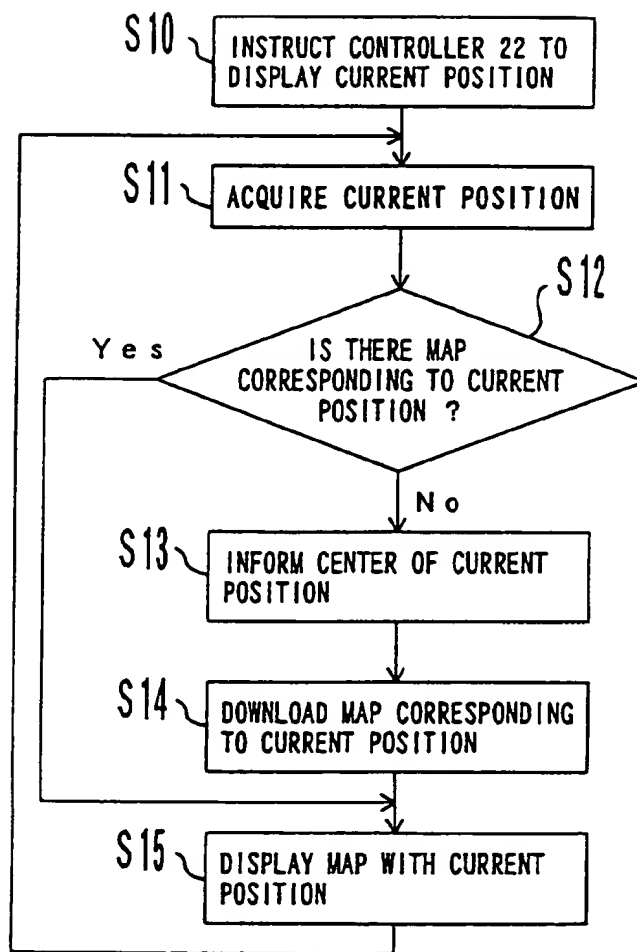 S10
INSTRUCT CONTROLLER 22 TO
DISPLAY CURRENT POSITION
S11
ACQUIRE CURRENT POSITION
S12
Yes
IS THERE MAP
CORRESPONDING TO CURRENT
POSITION ?
No
S13
INFORM CENTER OF CURRENT
POSITION
S14
DOWNLOAD MAP CORRESPONDING
TO CURRENT POSITION
S15
DISPLAY MAP WITH CURRENT
POSITION